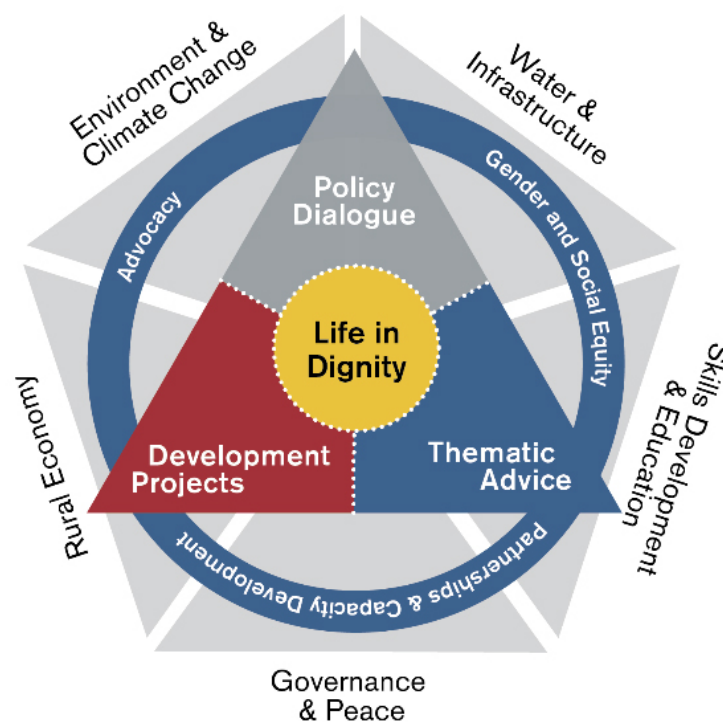 Environment &
Climate Change
Water &
Infrastructure
Advocacy
Gender and Social Equity
Policy
Dialogue
Life in
Dignity
Development
Projects
Thematic
Advice
Rural Economy
Skills Development
& Education
Partnerships & Capacity Development
Governance
& Peace